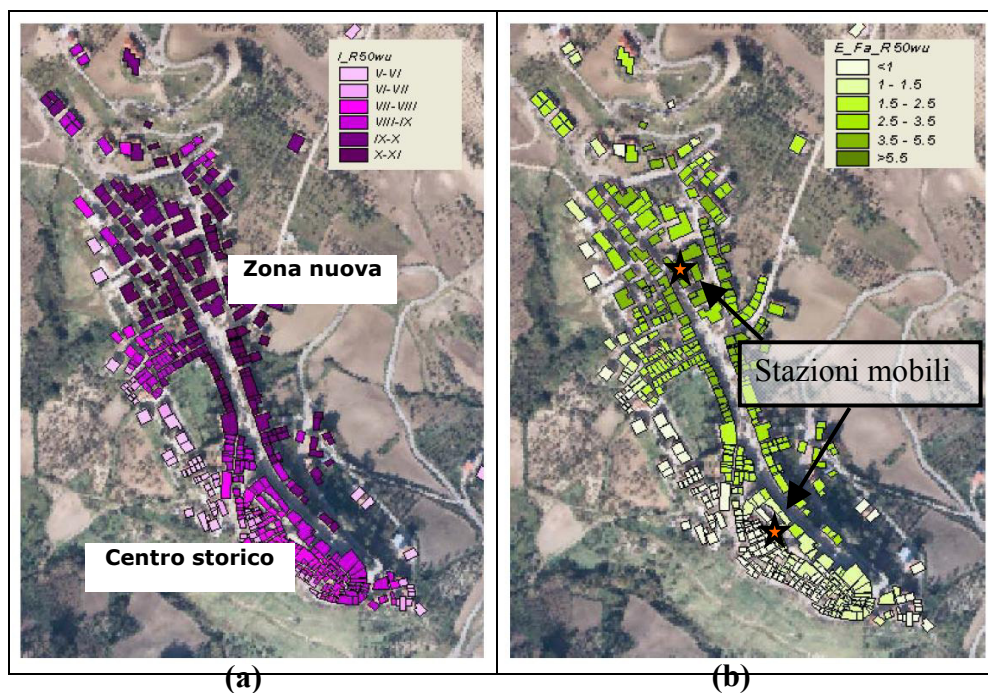 I_R50wu
V-VI
VI-VII
VII-VIII
VIII-IX
IX-X
X-XI
Zona nuova
Centro storico
(a)
E_Fa_R50wu
<1
1 - 1.5
1.5 - 2.5
2.5 - 3.5
3.5 - 5.5
>5.5
Stazioni mobili
(b)